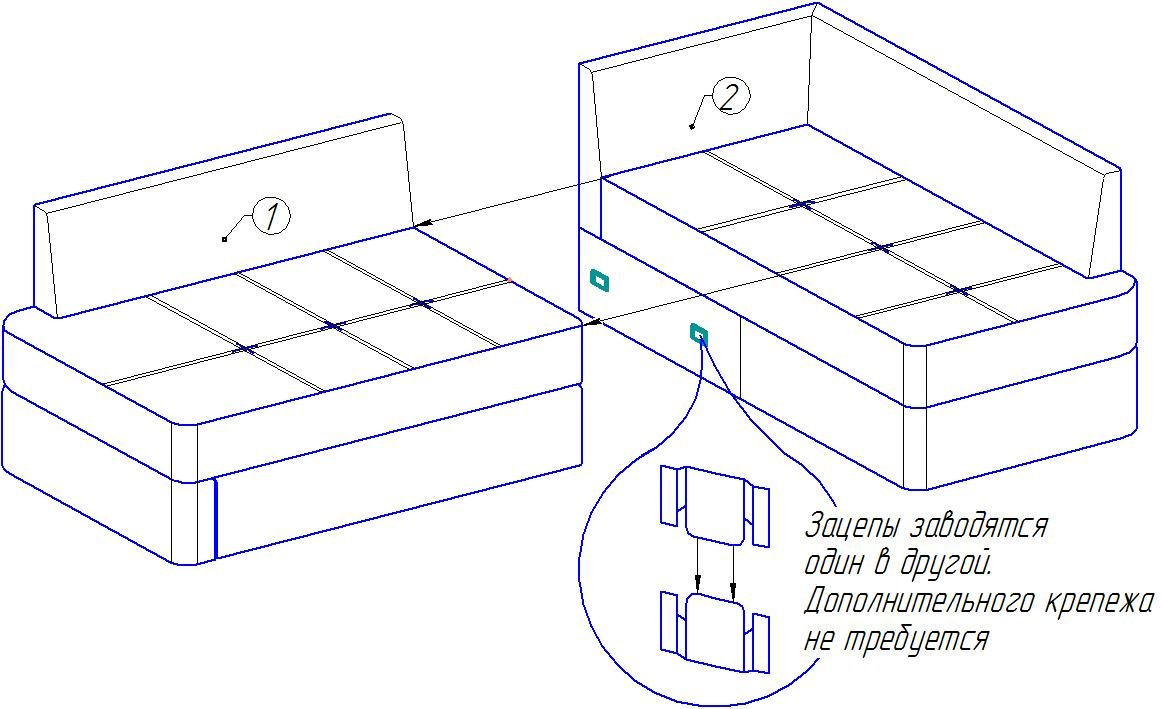 1
2
Зацепы заводятся
один в другой.
Дополнительного крепежа
не требуется